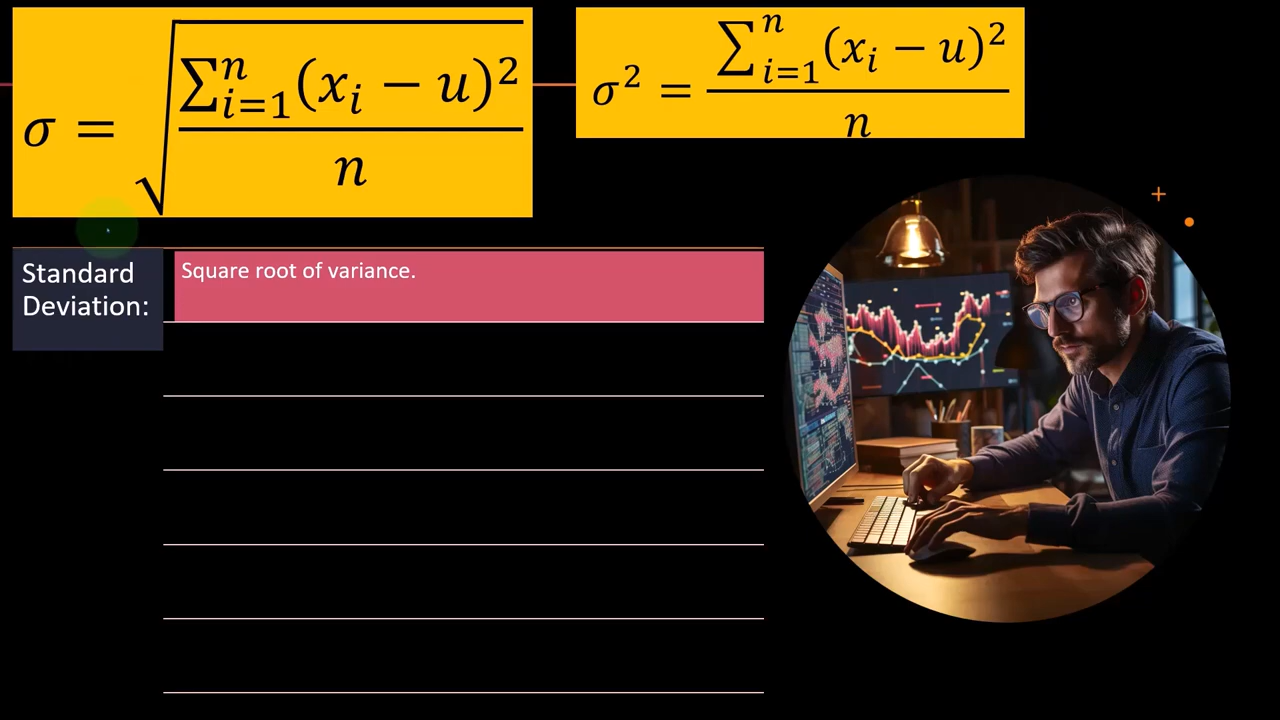 σ = √(∑ⁿᵢ₌₁(xᵢ − u)² / n)
σ² = ∑ⁿᵢ₌₁(xᵢ − u)² / n
Standard
Deviation:
Square root of variance.